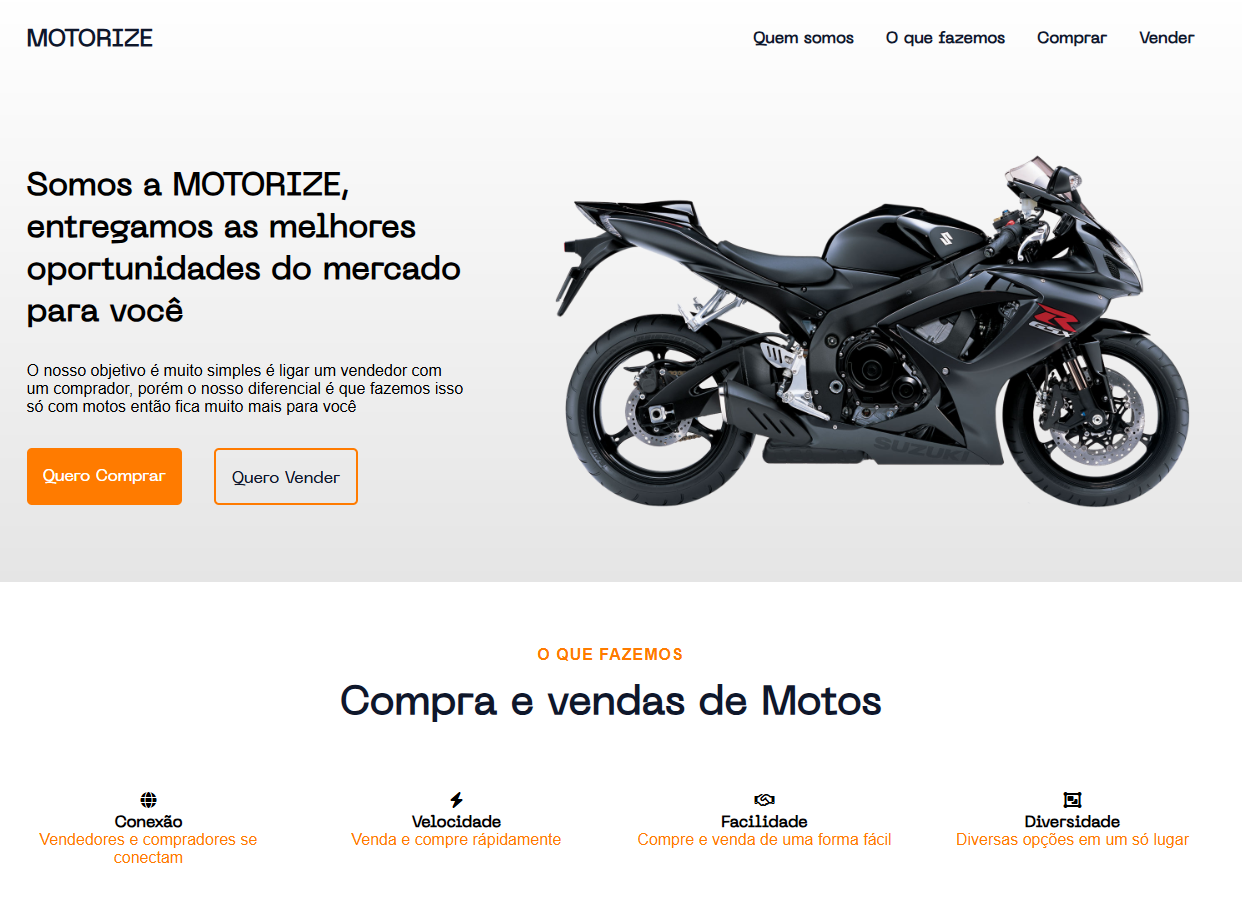 MOTORIZE
Quem somos
O que fazemos
Comprar
Vender
Somos a MOTORIZE,
entregamos as melhores
oportunidades do mercado
para você
O nosso objetivo é muito simples é ligar um vendedor com
um comprador, porém o nosso diferencial é que fazemos isso
só com motos então fica muito mais para você
Quero Comprar
Quero Vender
R
GSX
SUZUKI
O QUE FAZEMOS
Compra e vendas de Motos
Conexão
Vendedores e compradores se
conectam
Velocidade
Venda e compre rápidamente
Facilidade
Compre e venda de uma forma fácil
Diversidade
Diversas opções em um só lugar